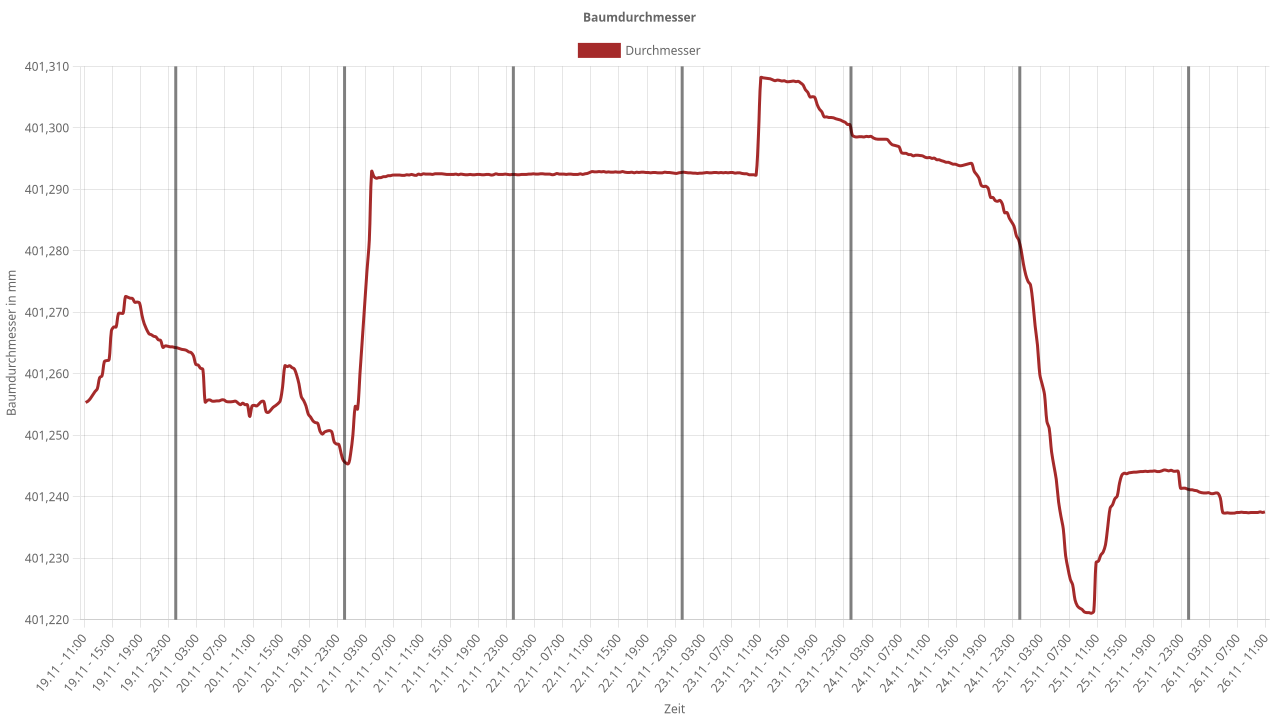 Baumdurchmesser
Durchmesser
Baumdurchmesser in mm
401,310
401,300
401,290
401,280
401,270
401,260
401,250
401,240
401,230
401,220
19.11 - 11:00
19.11 - 15:00
19.11 - 19:00
19.11 - 23:00
20.11 - 03:00
20.11 - 07:00
20.11 - 11:00
20.11 - 15:00
20.11 - 19:00
20.11 - 23:00
21.11 - 03:00
21.11 - 07:00
21.11 - 11:00
21.11 - 15:00
21.11 - 19:00
21.11 - 23:00
22.11 - 03:00
22.11 - 07:00
22.11 - 11:00
22.11 - 15:00
22.11 - 19:00
22.11 - 23:00
23.11 - 03:00
23.11 - 07:00
23.11 - 11:00
23.11 - 15:00
23.11 - 19:00
23.11 - 23:00
24.11 - 03:00
24.11 - 07:00
24.11 - 11:00
24.11 - 15:00
24.11 - 19:00
24.11 - 23:00
25.11 - 03:00
25.11 - 07:00
25.11 - 11:00
25.11 - 15:00
25.11 - 19:00
25.11 - 23:00
26.11 - 03:00
26.11 - 07:00
26.11 - 11:00
Zeit